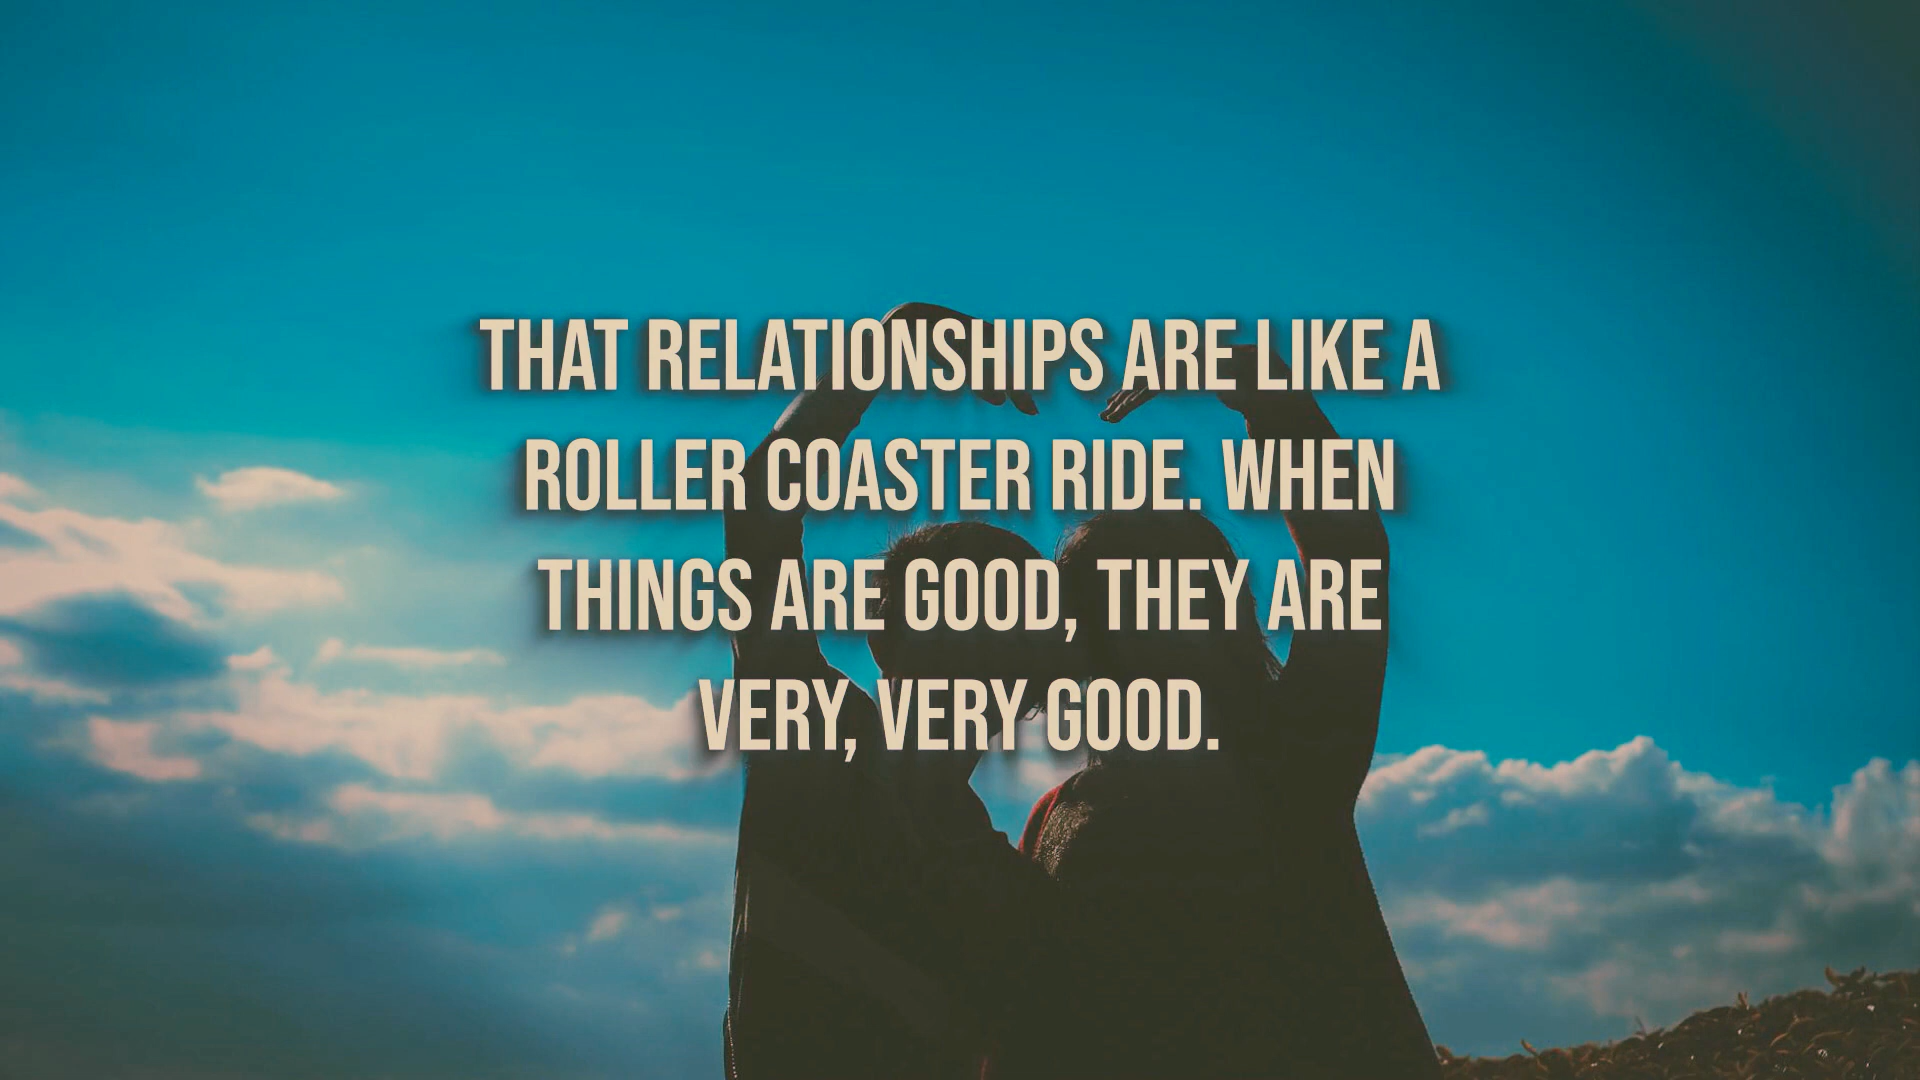 THAT RELATIONSHIPS ARE LIKE A
ROLLER COASTER RIDE. WHEN
THINGS ARE GOOD, THEY ARE
VERY, VERY GOOD.